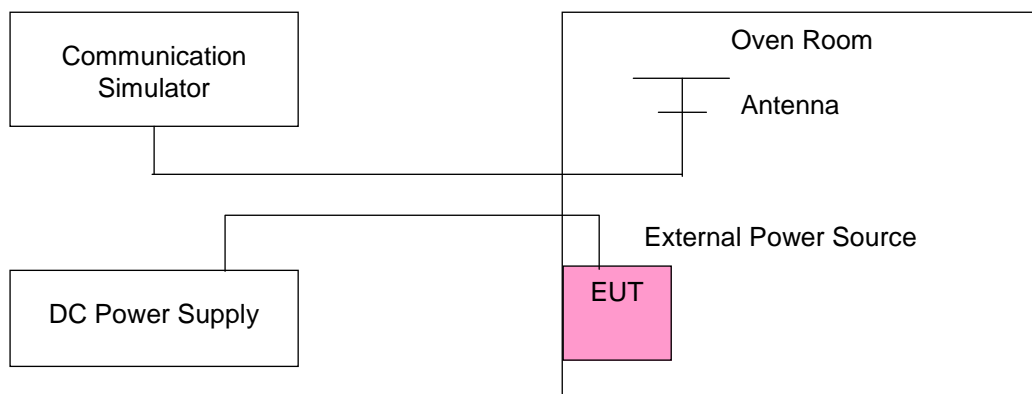 Communication
Simulator
Oven Room
Antenna
External Power Source
DC Power Supply
EUT